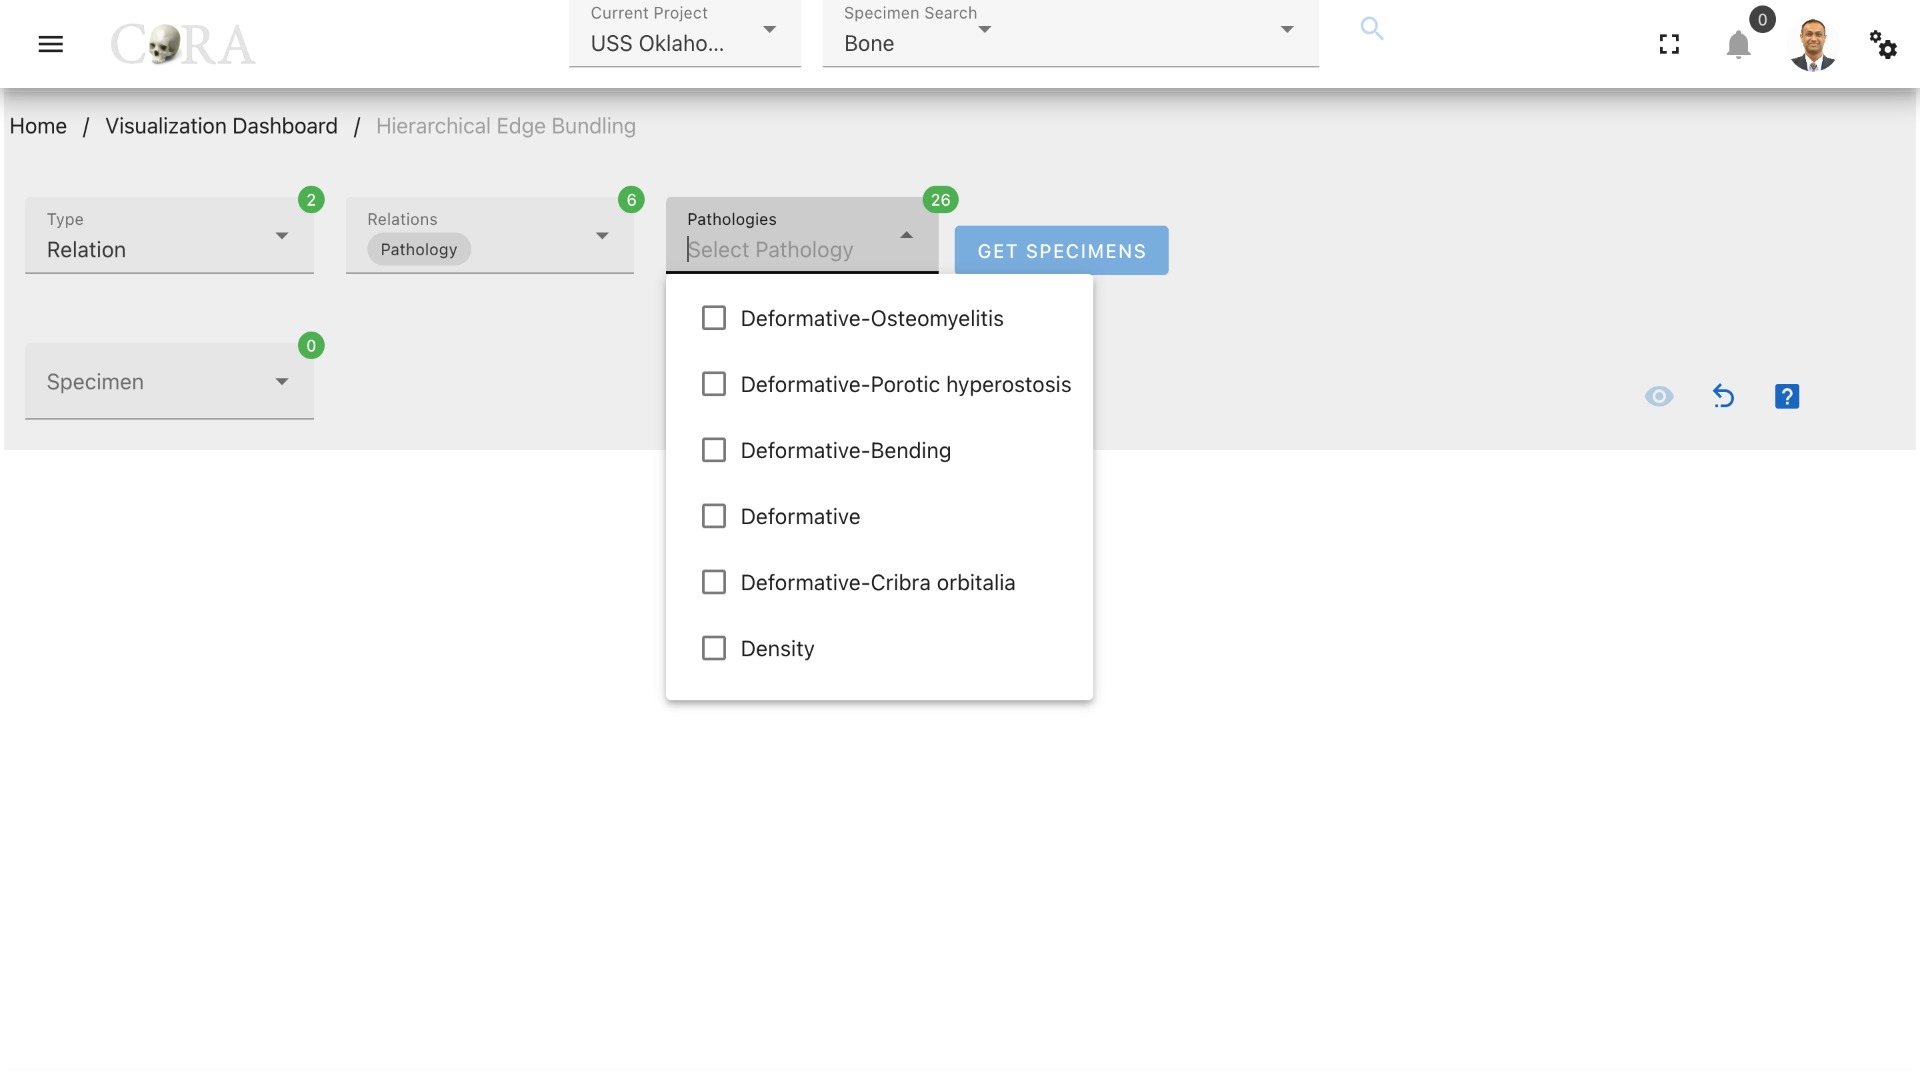 CORA
Current Project
USS Oklaho...
Specimen Search
Bone
0
Home / Visualization Dashboard / Hierarchical Edge Bundling
Type
Relation
2
Relations
Pathology
6
Pathologies
Select Pathology
26
GET SPECIMENS
Deformative-Osteomyelitis
Deformative-Porotic hyperostosis
Deformative-Bending
Deformative
Deformative-Cribra orbitalia
Density
Specimen
0
?